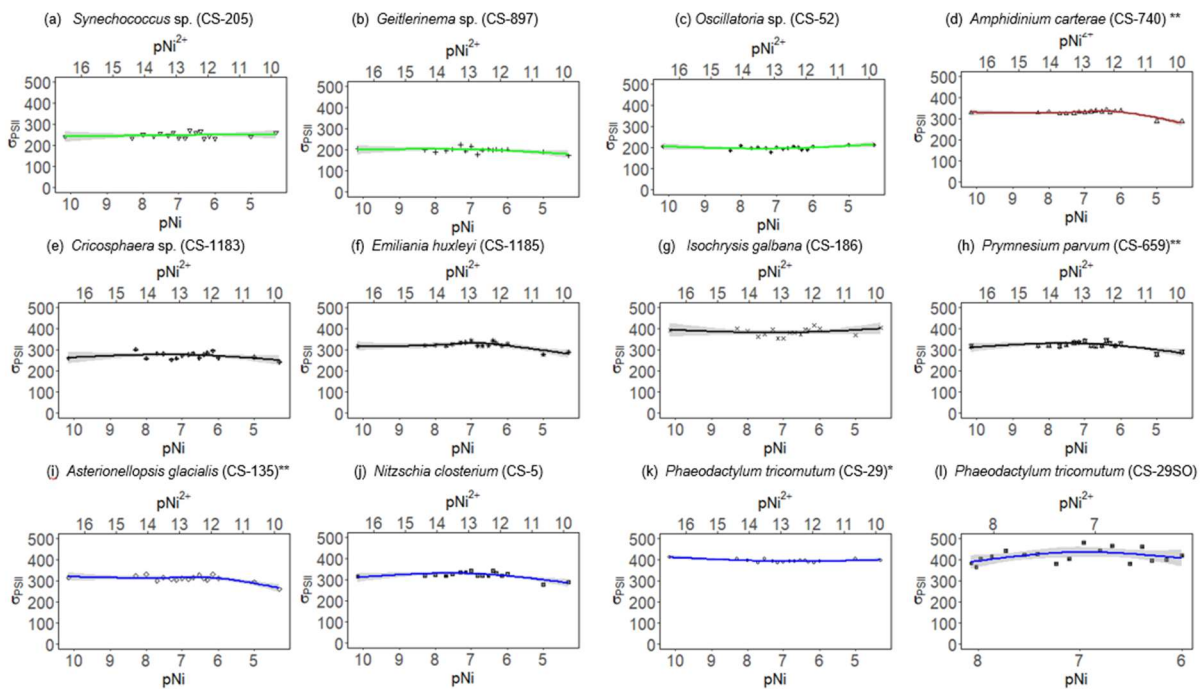 (a) Synechococcus sp. (CS-205)
pNi2+
16 15 14 13 12 11 10
500
400
300
200
100
0
σPSII
10 9 8 7 6 5
pNi
(b) Geitlerinema sp. (CS-897)
pNi2+
16 15 14 13 12 11 10
500
400
300
200
100
0
σPSII
10 9 8 7 6 5
pNi
(c) Oscillatoria sp. (CS-52)
pNi2+
16 15 14 13 12 11 10
500
400
300
200
100
0
σPSII
10 9 8 7 6 5
pNi
(d) Amphidinium carterae (CS-740) **
pNi2+
16 15 14 13 12 11 10
500
400
300
200
100
0
σPSII
10 9 8 7 6 5
pNi
(e) Cricosphaera sp. (CS-1183)
pNi2+
16 15 14 13 12 11 10
500
400
300
200
100
0
σPSII
10 9 8 7 6 5
pNi
(f) Emiliania huxleyi (CS-1185)
pNi2+
16 15 14 13 12 11 10
500
400
300
200
100
0
σPSII
10 9 8 7 6 5
pNi
(g) Isochrysis galbana (CS-186)
pNi2+
16 15 14 13 12 11 10
500
400
300
200
100
0
σPSII
10 9 8 7 6 5
pNi
(h) Prymnesium parvum (CS-659)**
pNi2+
16 15 14 13 12 11 10
500
400
300
200
100
0
σPSII
10 9 8 7 6 5
pNi
(i) Asterionellopsis glacialis (CS-135)**
pNi2+
16 15 14 13 12 11 10
500
400
300
200
100
0
σPSII
10 9 8 7 6 5
pNi
(j) Nitzschia closterium (CS-5)
pNi2+
16 15 14 13 12 11 10
500
400
300
200
100
0
σPSII
10 9 8 7 6 5
pNi
(k) Phaeodactylum tricornutum (CS-29)*
pNi2+
16 15 14 13 12 11 10
500
400
300
200
100
0
σPSII
10 9 8 7 6 5
pNi
(l) Phaeodactylum tricornutum (CS-29SO)
pNi2+
8 7
500
400
300
200
100
0
σPSII
8 7 6
pNi